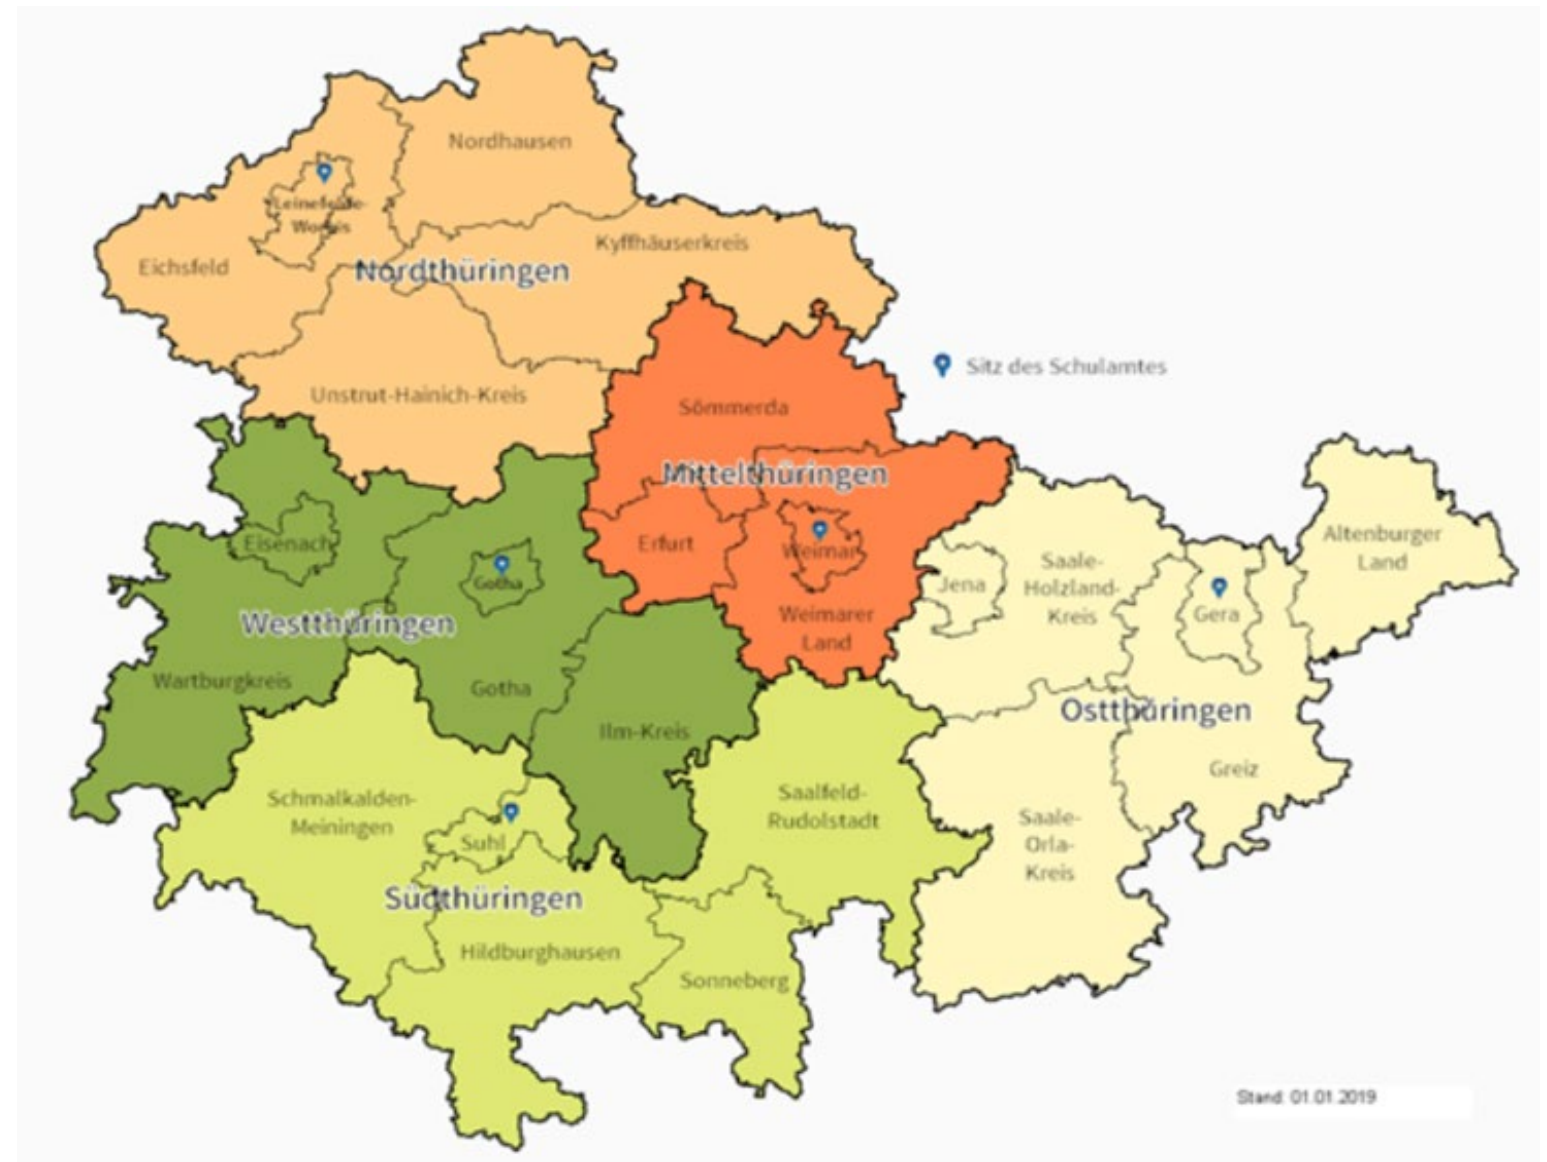 Nordhausen
Leinefelde-
Worbis
Kyffhäuserkreis
Eichsfeld
Nordthüringen
Sitz des Schulamtes
Unstrut-Hainich-Kreis
Sömmerda
Mittelthüringen
Altenburger
Land
Eisenach
Erfurt
Weimar
Saale-
Holzland-
Kreis
Jena
Gotha
Gera
Westthüringen
Weimarer
Land
Wartburgkreis
Gotha
Ostthüringen
Ilm-Kreis
Greiz
Schmalkalden-
Meiningen
Saalfeld-
Rudolstadt
Saale-
Orla-
Kreis
Suhl
Südthüringen
Hildburghausen
Sonneberg
Stand: 01.01.2019